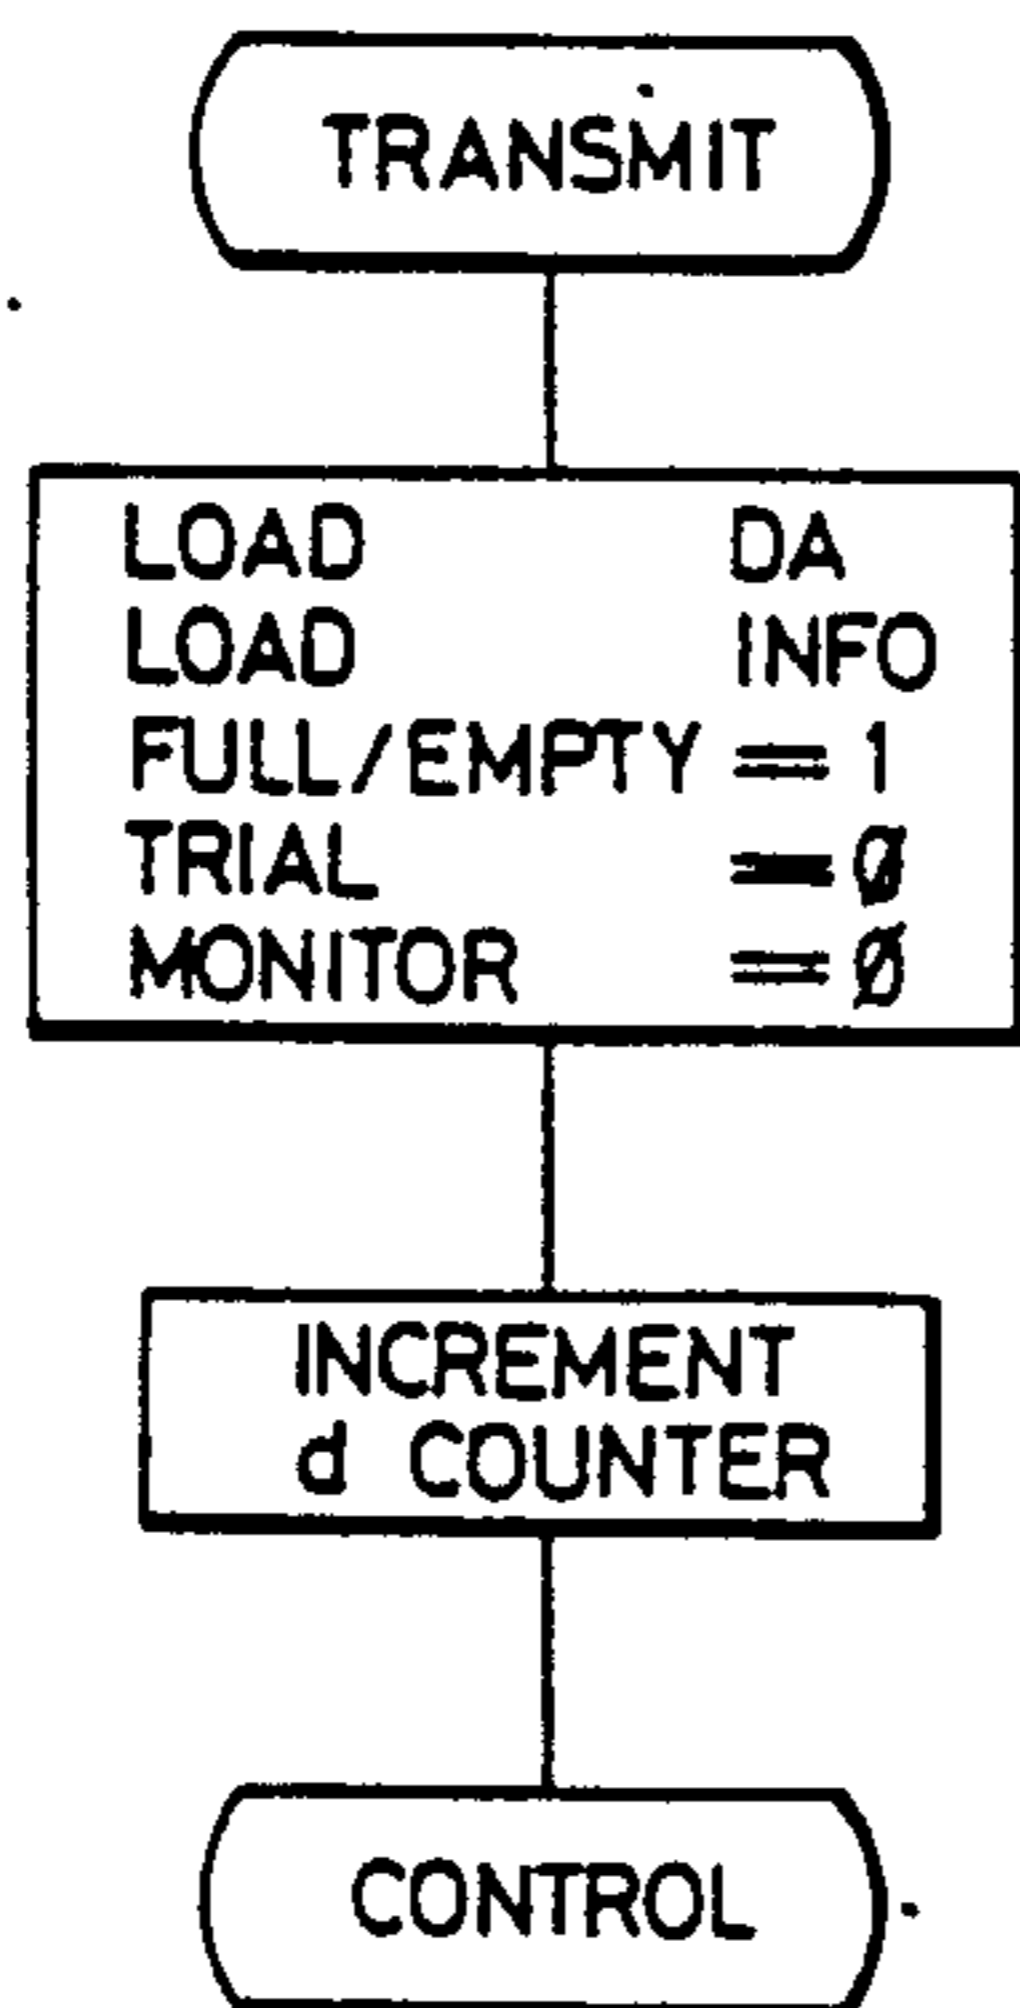 TRANSMIT
LOAD DA
LOAD INFO
FULL/EMPTY = 1
TRIAL = Ø
MONITOR = Ø
INCREMENT
d COUNTER
CONTROL